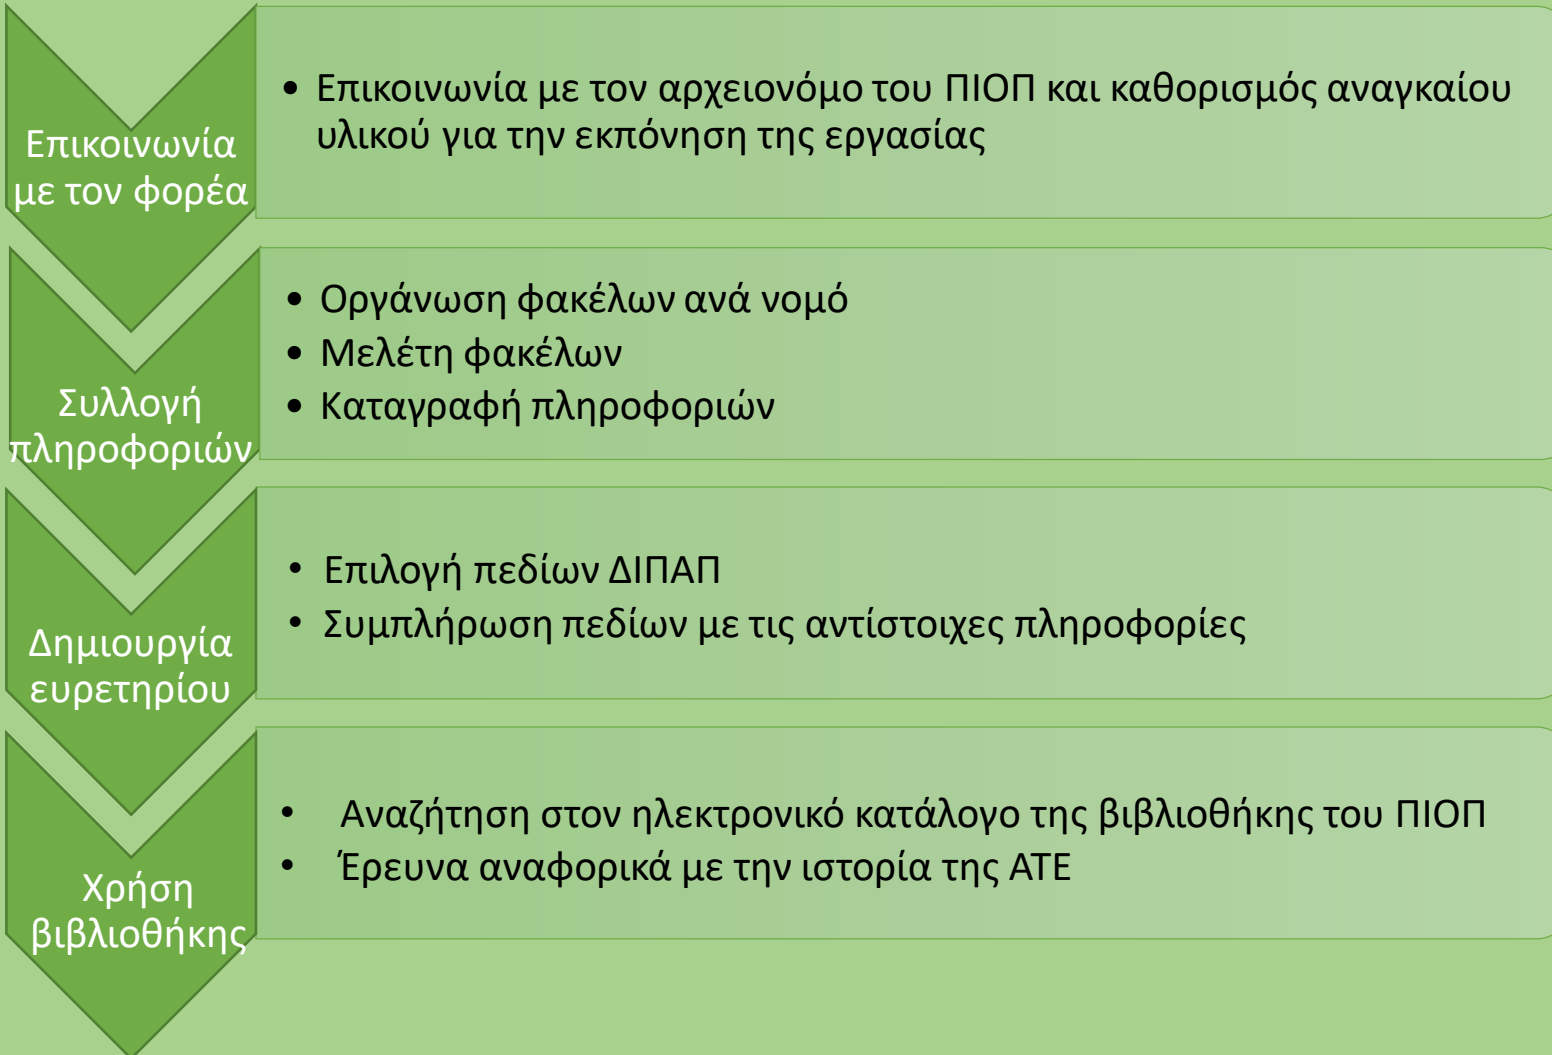 Επικοινωνία
με τον φορέα
• Επικοινωνία με τον αρχειονόμο του ΠΙΟΠ και καθορισμός αναγκαίου
υλικού για την εκπόνηση της εργασίας
Συλλογή
πληροφοριών
• Οργάνωση φακέλων ανά νομό
• Μελέτη φακέλων
• Καταγραφή πληροφοριών
Δημιουργία
ευρετηρίου
• Επιλογή πεδίων ΔΙΠΑΠ
• Συμπλήρωση πεδίων με τις αντίστοιχες πληροφορίες
Χρήση
βιβλιοθήκης
• Αναζήτηση στον ηλεκτρονικό κατάλογο της βιβλιοθήκης του ΠΙΟΠ
• Έρευνα αναφορικά με την ιστορία της ΑΤΕ